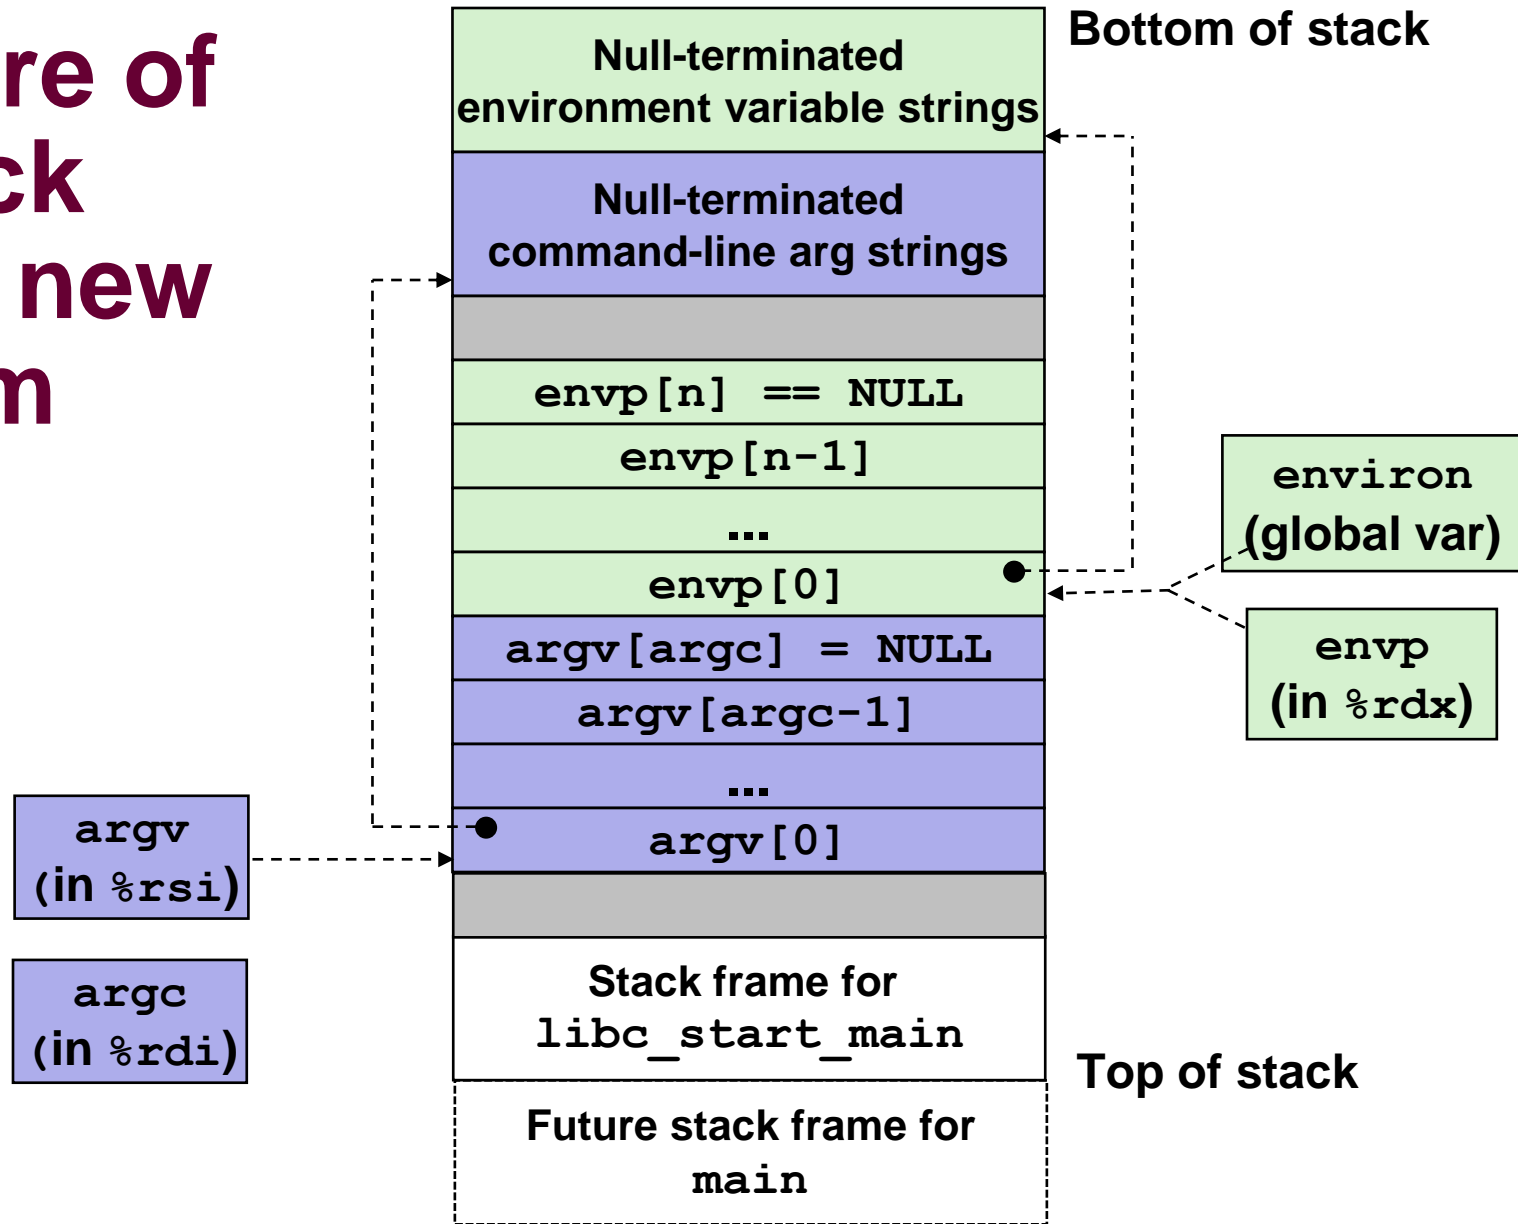 re of
ck
new
m
Bottom of stack
Null-terminated
environment variable strings
Null-terminated
command-line arg strings
envp[n] == NULL
envp[n-1]
...
envp[0]
argv[argc] = NULL
argv[argc-1]
...
argv[0]
environ
(global var)
envp
(in %rdx)
argv
(in %rsi)
argc
(in %rdi)
Stack frame for
libc_start_main
Top of stack
Future stack frame for
main